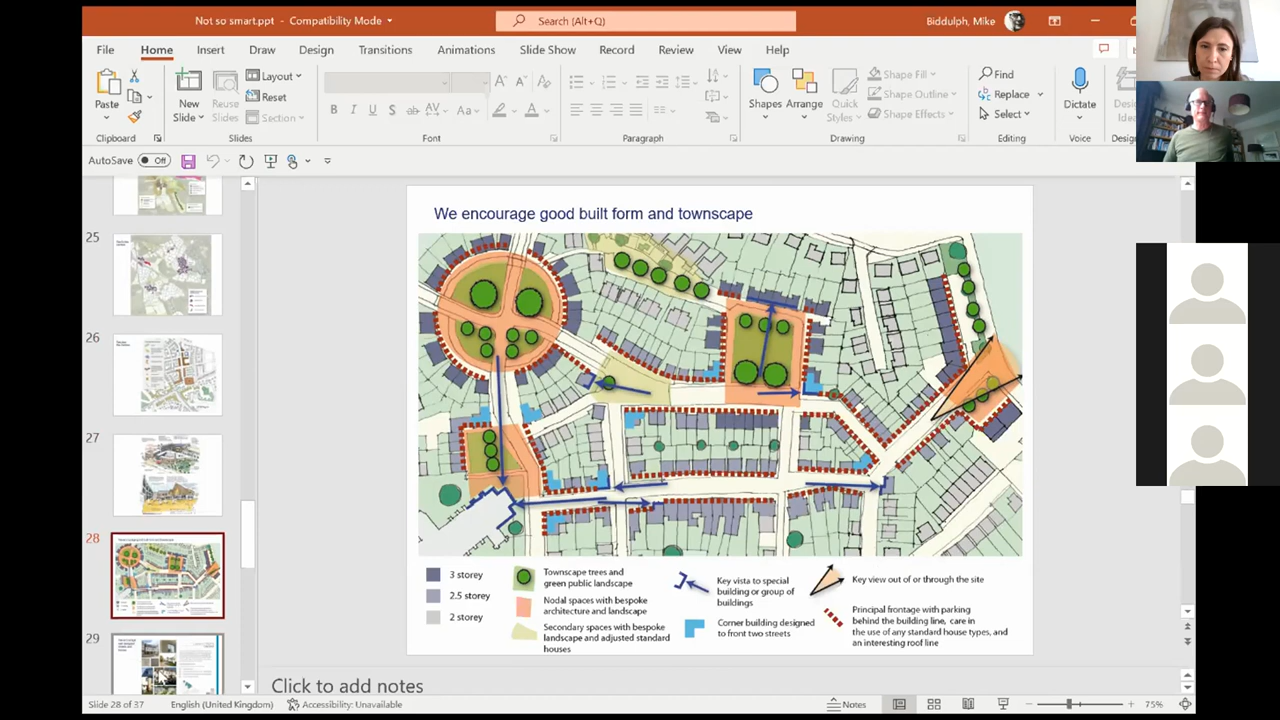 Not so smart.ppt - Compatibility Mode
Search (Alt+Q)
Biddulph, Mike
File Home Insert Draw Design Transitions Animations Slide Show Record Review View Help
Paste
Clipboard
New Slide
Reuse Slides
Layout
Reset
Section
Slides
B I U S ab AV Aa A
Font
Paragraph
Shapes
Arrange
Quick Styles
Shape Fill
Shape Outline
Shape Effects
Drawing
Find
Replace
Select
Editing
Dictate
Voice
AutoSave Off
25
26
27
28
29
We encourage good built form and townscape
3 storey
2.5 storey
2 storey
Townscape trees and
green public landscape
Nodal spaces with bespoke
architecture and landscape
Secondary spaces with bespoke
landscape and adjusted standard
houses
Key vista to special
building or group of
buildings
Corner building designed
to front two streets
Key view out of or through the site
Principal frontage with parking
behind the building line, care in
the use of any standard house types, and
an interesting roof line
Click to add notes
Slide 28 of 37 English (United Kingdom) Accessibility: Unavailable Notes 75%